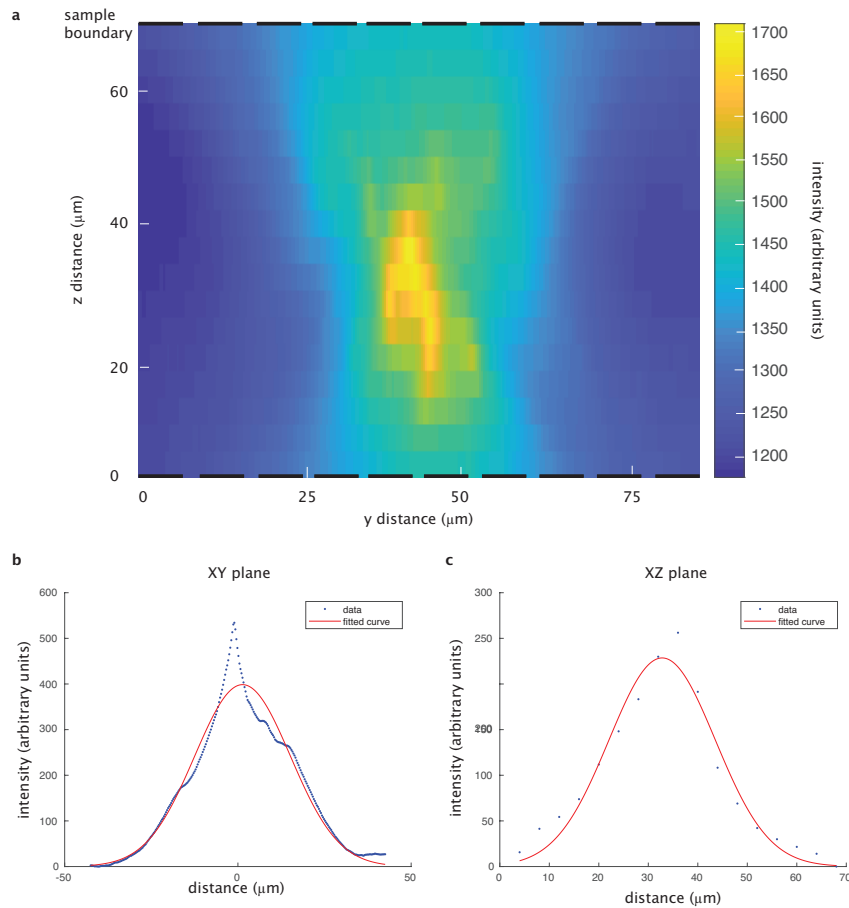 a
sample
boundary
60
40
20
0
z distance (μm)
0
25
50
75
y distance (μm)
1700
1650
1600
1550
1500
1450
1400
1350
1300
1250
1200
intensity (arbitrary units)
b
XY plane
600
500
400
300
200
100
0
intensity (arbitrary units)
-50
0
50
distance (μm)
data
fitted curve
c
XZ plane
300
250
200
150
100
50
0
intensity (arbitrary units)
0
10
20
30
40
50
60
70
distance (μm)
data
fitted curve